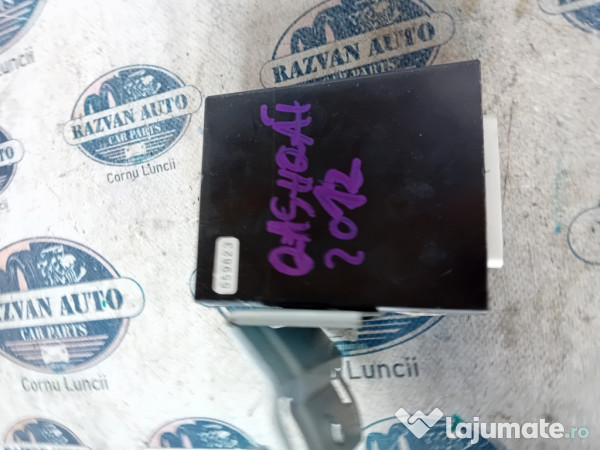 RAZVAN AUTO
CAR PARTS
RAZVAN AUTO
CAR PARTS
Cornu Luncii
QASHQAI
2012
659623
RAZVAN AUTO
CAR PARTS
Cornu Luncii
Luncii
lajumate.ro